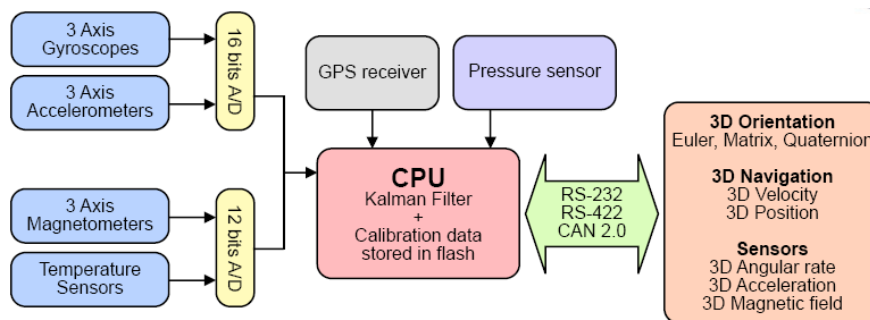 3 Axis
Gyroscopes
3 Axis
Accelerometers
16 bits A/D
3 Axis
Magnetometers
Temperature
Sensors
12 bits A/D
GPS receiver
Pressure sensor
CPU
Kalman Filter
+
Calibration data
stored in flash
RS-232
RS-422
CAN 2.0
3D Orientation
Euler, Matrix, Quaternion
3D Navigation
3D Velocity
3D Position
Sensors
3D Angular rate
3D Acceleration
3D Magnetic field